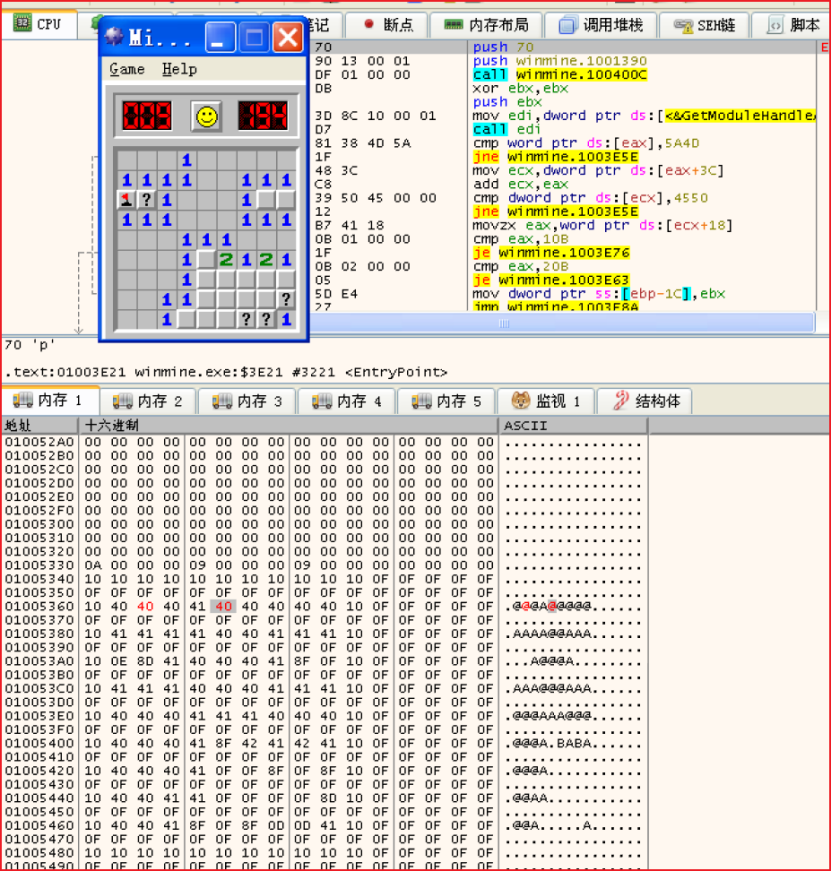 CPU 笔记 断点 内存布局 调用堆栈 SEH链 脚本
Mi...
Game Help
005 194
1
1 1 1 1 1 1 1
1 ? 1 1
1 1 1 1 1 1
1 1 1
1 2 1 2 1
1
1 1 ?
1 ? ? 1
70 push 70
90 13 00 01 push winmine.1001390
DF 01 00 00 call winmine.100400C
DB xor ebx,ebx
push ebx
3D 8C 10 00 01 mov edi,dword ptr ds:[<&GetModuleHandle
D7 call edi
81 38 4D 5A cmp word ptr ds:[eax],5A4D
1F jne winmine.1003E5E
48 3C mov ecx,dword ptr ds:[eax+3C]
C8 add ecx,eax
39 50 45 00 00 cmp dword ptr ds:[ecx],4550
12 jne winmine.1003E5E
B7 41 18 movzx eax,word ptr ds:[ecx+18]
0B 01 00 00 cmp eax,10B
1F je winmine.1003E76
0B 02 00 00 cmp eax,20B
05 je winmine.1003E63
5D E4 mov dword ptr ss:[ebp-1C],ebx
27 jmp winmine.1003E8A
70 'p'
.text:01003E21 winmine.exe:$3E21 #3221 <EntryPoint>
内存 1 内存 2 内存 3 内存 4 内存 5 监视 1 结构体
地址 十六进制 ASCII
010052A0 00 00 00 00 00 00 00 00 00 00 00 00 00 00 00 00 ................
010052B0 00 00 00 00 00 00 00 00 00 00 00 00 00 00 00 00 ................
010052C0 00 00 00 00 00 00 00 00 00 00 00 00 00 00 00 00 ................
010052D0 00 00 00 00 00 00 00 00 00 00 00 00 00 00 00 00 ................
010052E0 00 00 00 00 00 00 00 00 00 00 00 00 00 00 00 00 ................
010052F0 00 00 00 00 00 00 00 00 00 00 00 00 00 00 00 00 ................
01005300 00 00 00 00 00 00 00 00 00 00 00 00 00 00 00 00 ................
01005310 00 00 00 00 00 00 00 00 00 00 00 00 00 00 00 00 ................
01005320 00 00 00 00 00 00 00 00 00 00 00 00 00 00 00 00 ................
01005330 0A 00 00 00 09 00 00 00 09 00 00 00 00 00 00 00 ................
01005340 10 10 10 10 10 10 10 10 10 10 10 0F 0F 0F 0F 0F ................
01005350 0F 0F 0F 0F 0F 0F 0F 0F 0F 0F 0F 0F 0F 0F 0F 0F ................
01005360 10 40 40 40 41 40 40 40 40 40 10 0F 0F 0F 0F 0F .@@@A@@@@@......
01005370 0F 0F 0F 0F 0F 0F 0F 0F 0F 0F 0F 0F 0F 0F 0F 0F ................
01005380 10 41 41 41 41 40 40 41 41 41 10 0F 0F 0F 0F 0F .AAAA@@AAA......
01005390 0F 0F 0F 0F 0F 0F 0F 0F 0F 0F 0F 0F 0F 0F 0F 0F ................
010053A0 10 0E 8D 41 40 40 40 41 8F 0F 10 0F 0F 0F 0F 0F ...A@@@A........
010053B0 0F 0F 0F 0F 0F 0F 0F 0F 0F 0F 0F 0F 0F 0F 0F 0F ................
010053C0 10 41 41 41 40 40 40 41 41 41 10 0F 0F 0F 0F 0F .AAA@@@AAA......
010053D0 0F 0F 0F 0F 0F 0F 0F 0F 0F 0F 0F 0F 0F 0F 0F 0F ................
010053E0 10 40 40 40 41 41 41 40 40 40 10 0F 0F 0F 0F 0F .@@@AAA@@@......
010053F0 0F 0F 0F 0F 0F 0F 0F 0F 0F 0F 0F 0F 0F 0F 0F 0F ................
01005400 10 40 40 40 41 8F 42 41 42 41 10 0F 0F 0F 0F 0F .@@@A.BABA......
01005410 0F 0F 0F 0F 0F 0F 0F 0F 0F 0F 0F 0F 0F 0F 0F 0F ................
01005420 10 40 40 40 41 0F 0F 8F 0F 8F 10 0F 0F 0F 0F 0F .@@@A...........
01005430 0F 0F 0F 0F 0F 0F 0F 0F 0F 0F 0F 0F 0F 0F 0F 0F ................
01005440 10 40 40 41 41 0F 0F 0F 0F 8D 10 0F 0F 0F 0F 0F .@@AA...........
01005450 0F 0F 0F 0F 0F 0F 0F 0F 0F 0F 0F 0F 0F 0F 0F 0F ................
01005460 10 40 40 41 8F 0F 8F 0D 0D 41 10 0F 0F 0F 0F 0F .@@A.....A......
01005470 0F 0F 0F 0F 0F 0F 0F 0F 0F 0F 0F 0F 0F 0F 0F 0F ................
01005480 10 10 10 10 10 10 10 10 10 10 10 0F 0F 0F 0F 0F ................
01005490 0F 0F 0F 0F 0F 0F 0F 0F 0F 0F 0F 0F 0F 0F 0F 0F ................